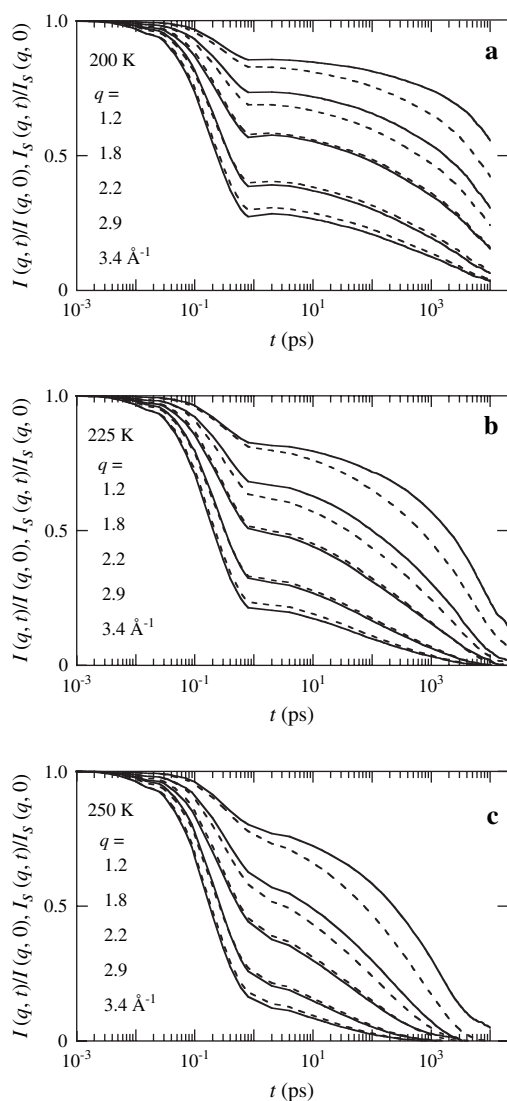 a
1.0
200 K
q =
1.2
1.8
0.5
2.2
2.9
3.4 Å⁻¹
0
I (q, t)/I (q, 0), Iₛ (q, t)/Iₛ (q, 0)
10⁻³ 10⁻¹ 10¹ 10³
t (ps)
b
1.0
225 K
q =
1.2
1.8
0.5
2.2
2.9
3.4 Å⁻¹
0
I (q, t)/I (q, 0), Iₛ (q, t)/Iₛ (q, 0)
10⁻³ 10⁻¹ 10¹ 10³
t (ps)
c
1.0
250 K
q =
1.2
1.8
0.5
2.2
2.9
3.4 Å⁻¹
0
I (q, t)/I (q, 0), Iₛ (q, t)/Iₛ (q, 0)
10⁻³ 10⁻¹ 10¹ 10³
t (ps)